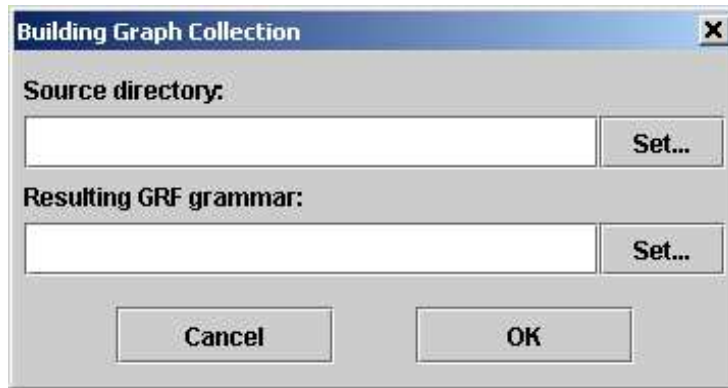 Building Graph Collection
Source directory:
Set...
Resulting GRF grammar:
Set...
Cancel OK